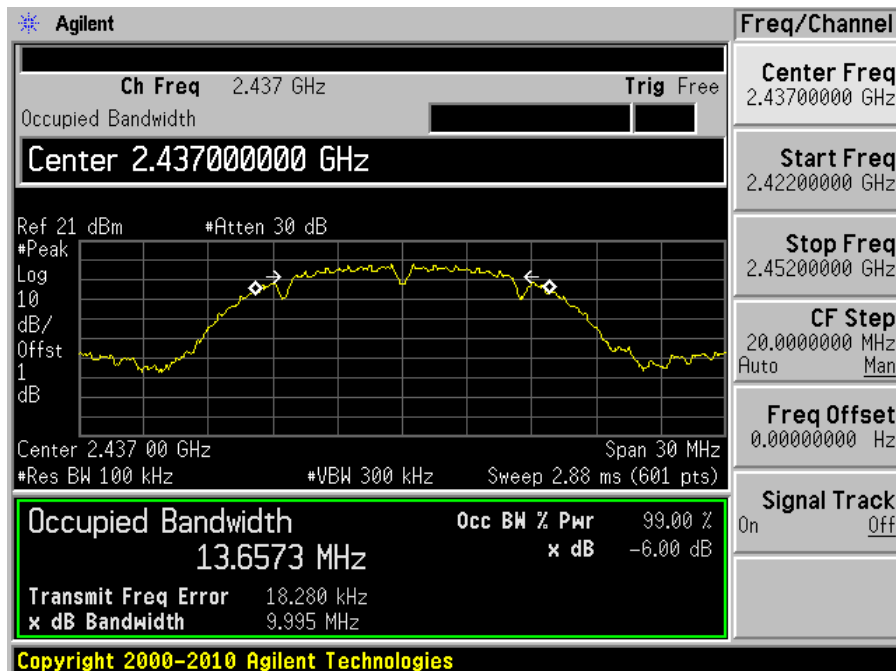 Agilent
Freq/Channel
Ch Freq 2.437 GHz Trig Free
Occupied Bandwidth
Center 2.437000000 GHz
Ref 21 dBm #Atten 30 dB
#Peak
Log
10
dB/
Offst
1
dB
Center 2.437 00 GHz Span 30 MHz
#Res BW 100 kHz #VBW 300 kHz Sweep 2.88 ms (601 pts)
Occupied Bandwidth
13.6573 MHz
Occ BW % Pwr 99.00 %
x dB -6.00 dB
Transmit Freq Error 18.280 kHz
x dB Bandwidth 9.995 MHz
Center Freq
2.43700000 GHz
Start Freq
2.42200000 GHz
Stop Freq
2.45200000 GHz
CF Step
20.0000000 MHz
Auto Man
Freq Offset
0.00000000 Hz
Signal Track
On Off
Copyright 2000-2010 Agilent Technologies